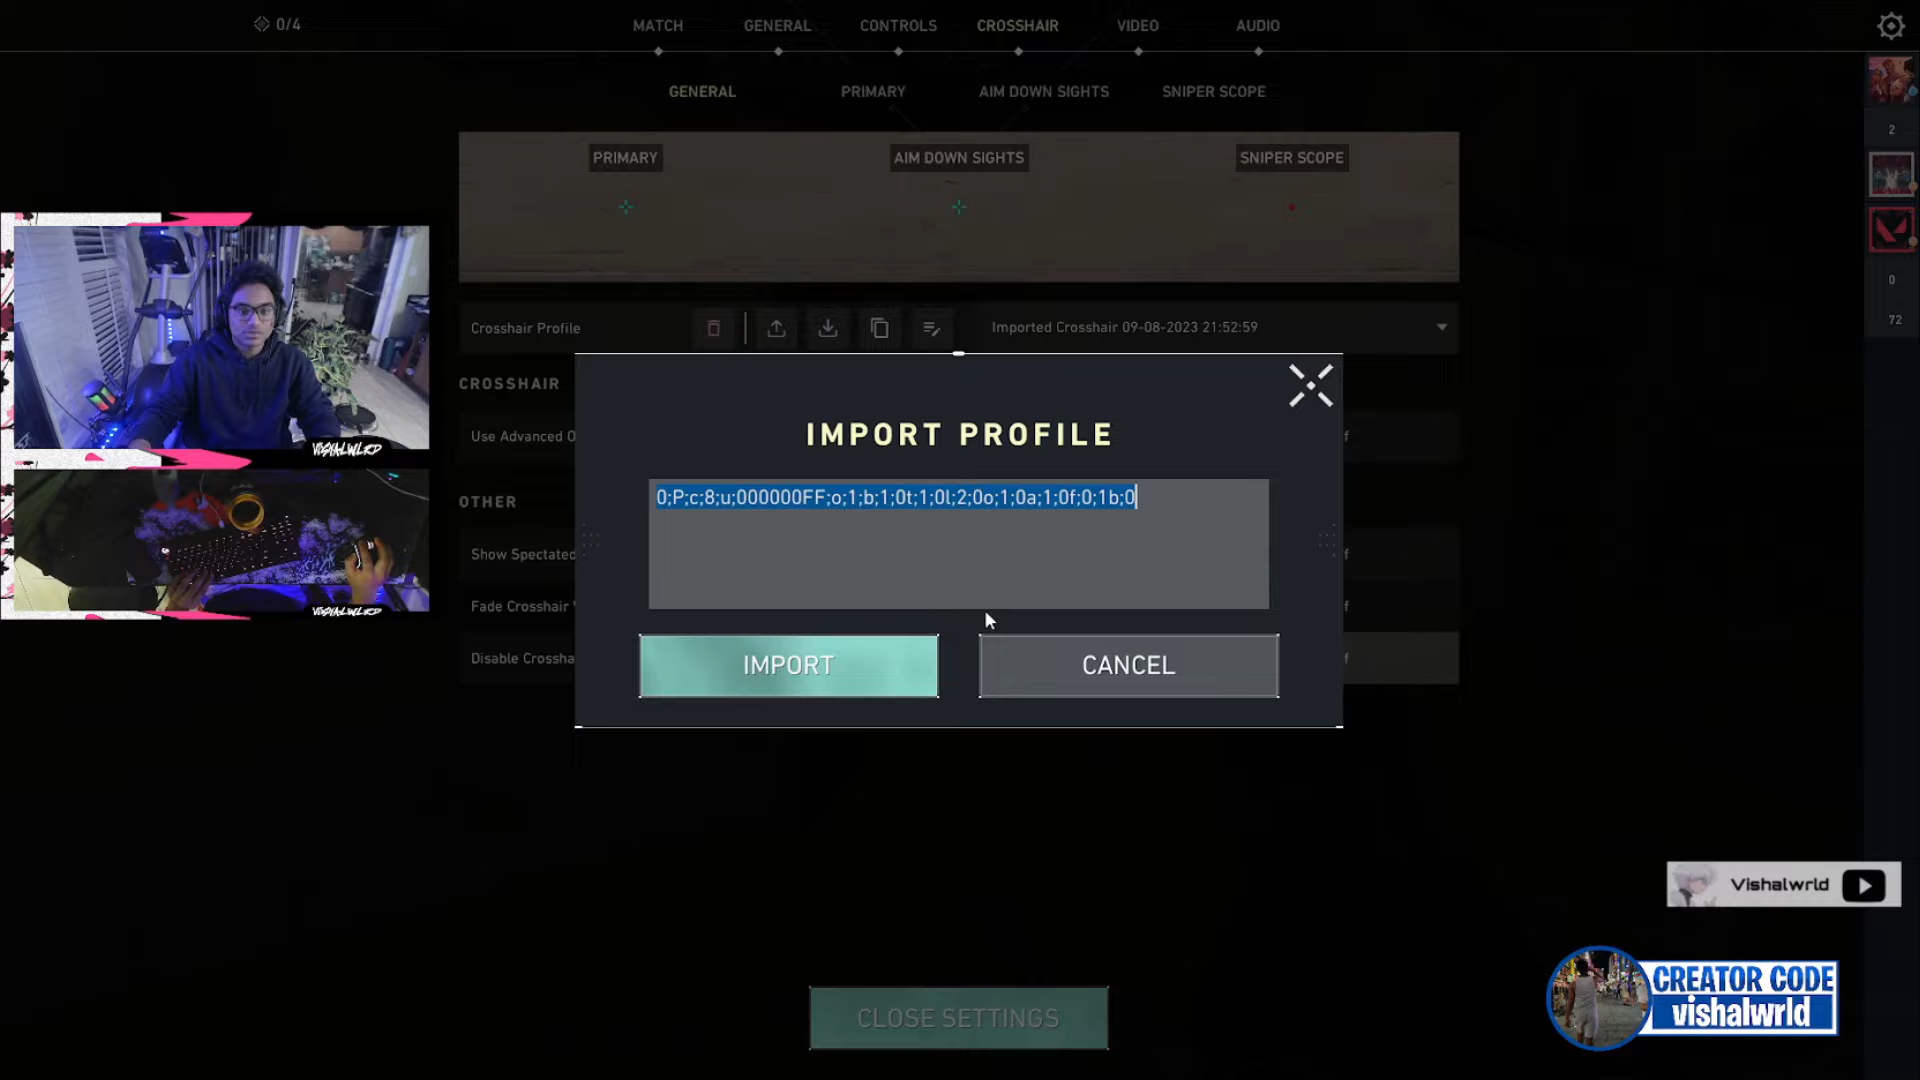 0/4
MATCH GENERAL CONTROLS CROSSHAIR VIDEO AUDIO
GENERAL PRIMARY AIM DOWN SIGHTS SNIPER SCOPE
PRIMARY AIM DOWN SIGHTS SNIPER SCOPE
2
0
72
Crosshair Profile Imported Crosshair 09-08-2023 21:52:59
CROSSHAIR
Use Advanced O f
OTHER
Show Spectated f
Fade Crosshair f
Disable Crossha f
IMPORT PROFILE
0;P;c;8;u;000000FF;o;1;b;1;0t;1;0l;2;0o;1;0a;1;0f;0;1b;0
IMPORT CANCEL
VISHALWLRD
VISHALWLRD
Vishalwrld
CLOSE SETTINGS
CREATOR CODE
vishalwrld